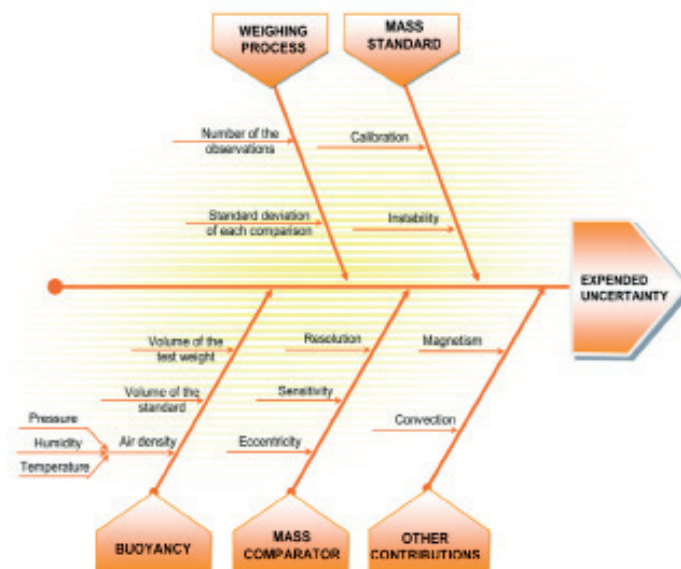 WEIGHING
PROCESS
MASS
STANDARD
Number of the
observations
Calibration
Standard deviation
of each comparison
Instability
EXPENDED
UNCERTAINTY
Volume of the
test weight
Resolution
Magnetism
Volume of the
standard
Sensitivity
Pressure
Humidity
Temperature
Air density
Eccentricity
Convection
BUOYANCY
MASS
COMPARATOR
OTHER
CONTRIBUTIONS